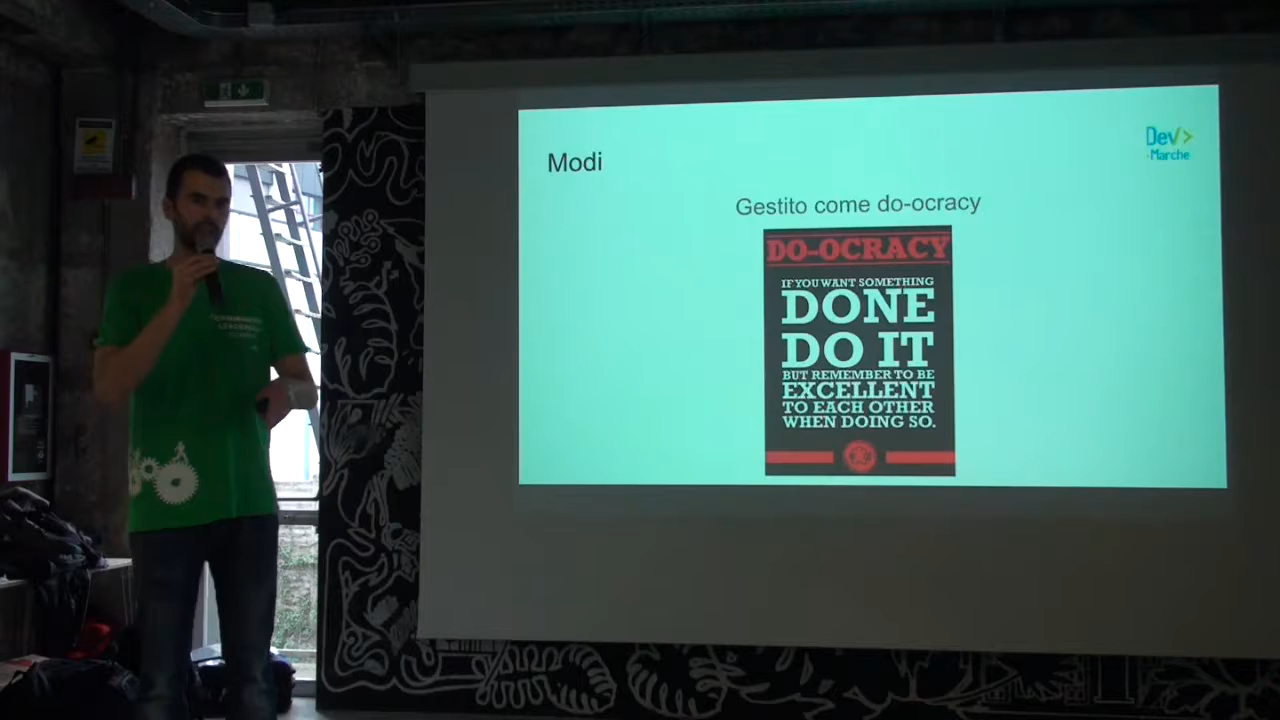 Modi
Dev
Marche
Gestito come do-ocracy
DO-OCRACY
IF YOU WANT SOMETHING
DONE
DO IT
BUT REMEMBER TO BE
EXCELLENT
TO EACH OTHER
WHEN DOING SO.